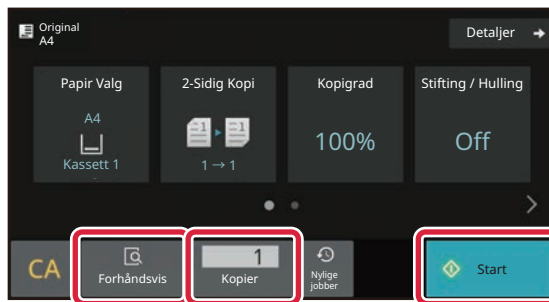 Original
A4
Detaljer
Papir Valg
A4
Kassett 1
2-Sidig Kopi
1 → 1
Kopigrad
100%
Stifting / Hulling
Off
CA
Forhåndsvis
1
Kopier
Nylige
jobber
Start